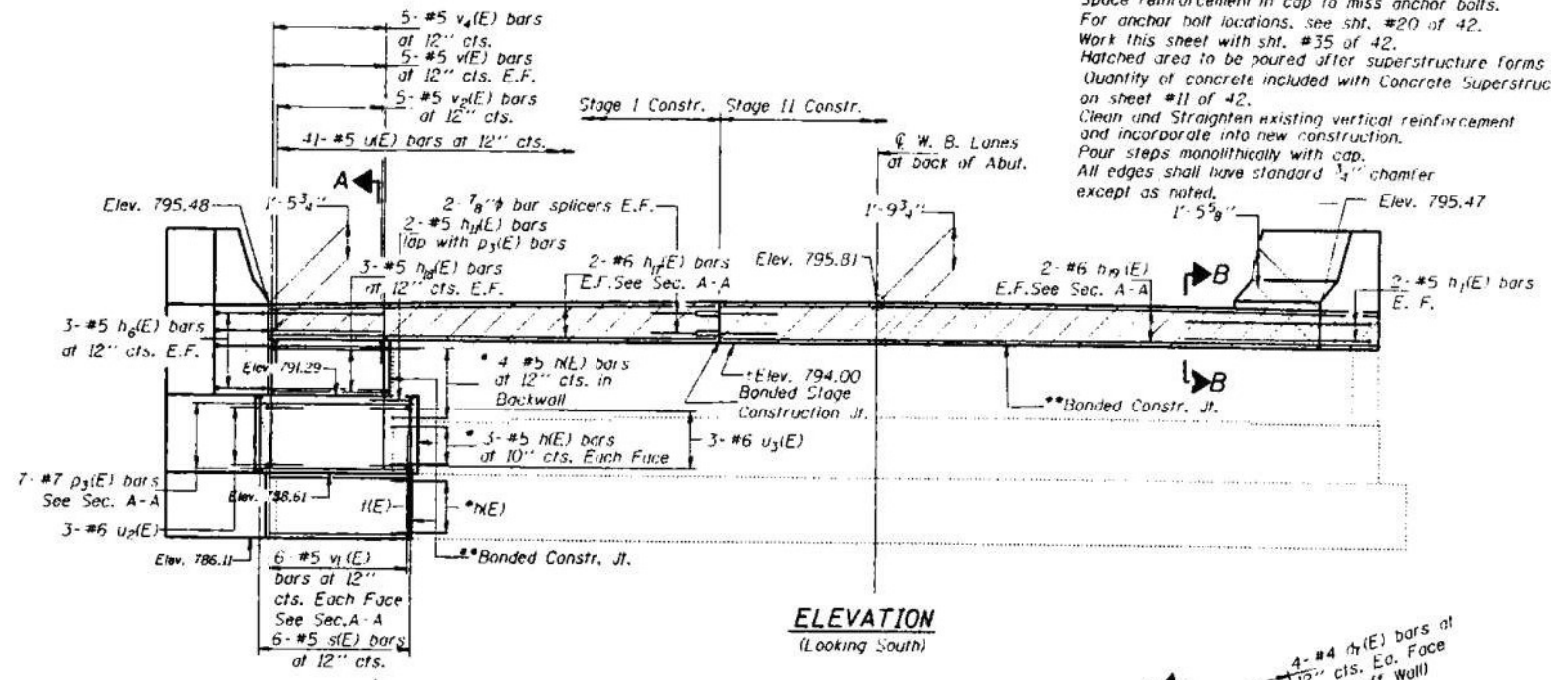 Space reinforcement in cap to miss anchor bolts.
For anchor bolt locations, see sht. #20 of 42.
Work this sheet with sht. #35 of 42.
Hatched area to be poured after superstructure forms
Quantity of concrete included with Concrete Superstruc
on sheet #11 of 42.
Clean and Straighten existing vertical reinforcement
and incorporate into new construction.
Pour steps monolithically with cap.
All edges shall have standard 3/4" chamfer
except as noted.
5- #5 v4(E) bars
at 12" cts.
5- #5 v(E) bars
at 12" cts. E.F.
5- #5 v2(E) bars
at 12" cts.
41- #5 u(E) bars at 12" cts.
Stage I Constr.
Stage II Constr.
℄ W. B. Lanes
at back of Abut.
A
Elev. 795.48
1'-5 3/4"
2- 7/8"ϕ bar splicers E.F.
2- #5 h11(E) bars
lap with p3(E) bars
3- #5 h18(E) bars
at 12" cts. E.F.
2- #6 h17(E) bars
E.F. See Sec. A-A
Elev. 795.81
1'-9 3/4"
2- #6 h19(E)
E.F. See Sec. A-A
1'-5 5/8"
Elev. 795.47
B
2- #5 h1(E) bars
E. F.
3- #5 h6(E) bars
at 12" cts. E.F.
Elev 791.29
* 4 #5 h(E) bars
at 12" cts. in
Backwall
Elev. 794.00
Bonded Stage
Construction Jt.
B
**Bonded Constr. Jt.
* 3- #5 h(E) bars
at 10" cts. Each Face
3- #6 u3(E)
7- #7 p3(E) bars
See Sec. A-A
Elev. 788.61
t(E)
*h(E)
3- #6 u2(E)
Elev. 786.11
6- #5 v1(E)
bars at 12"
cts. Each Face
See Sec. A-A
**Bonded Constr. Jt.
6- #5 s(E) bars
at 12" cts.
ELEVATION
(Looking South)
4- #4 (E) bars at
12" cts. Ea. Face
Wall)